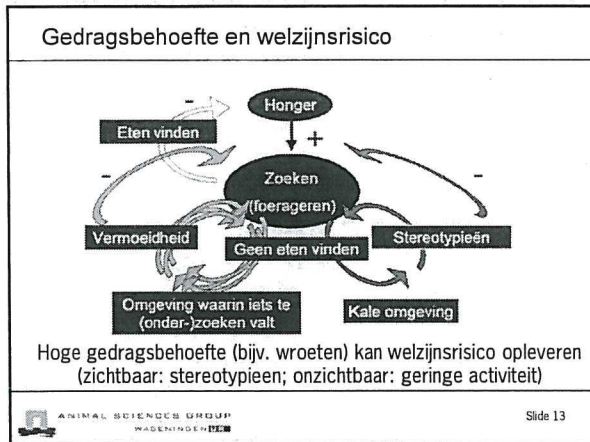 Gedragsbehoefte en welzijnsrisico
-
Honger
Eten vinden
+
-
Zoeken
(foerageren)
-
Vermoeidheid
Geen eten vinden
Stereotypieën
Omgeving waarin iets te
(onder-)zoeken valt
Kale omgeving
Hoge gedragsbehoefte (bijv. wroeten) kan welzijnsrisico opleveren
(zichtbaar: stereotypieen; onzichtbaar: geringe activiteit)
ANIMAL SCIENCES GROUP
WAGENINGEN UR
Slide 13